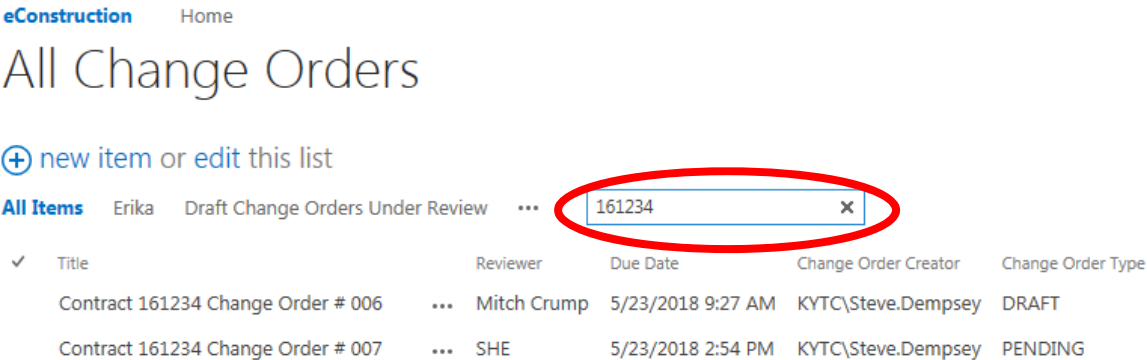 eConstruction Home
All Change Orders
new item or edit this list
All Items Erika Draft Change Orders Under Review ••• 161234 ×
✓ Title Reviewer Due Date Change Order Creator Change Order Type
Contract 161234 Change Order # 006 ••• Mitch Crump 5/23/2018 9:27 AM KYTC\Steve.Dempsey DRAFT
Contract 161234 Change Order # 007 ••• SHE 5/23/2018 2:54 PM KYTC\Steve.Dempsey PENDING